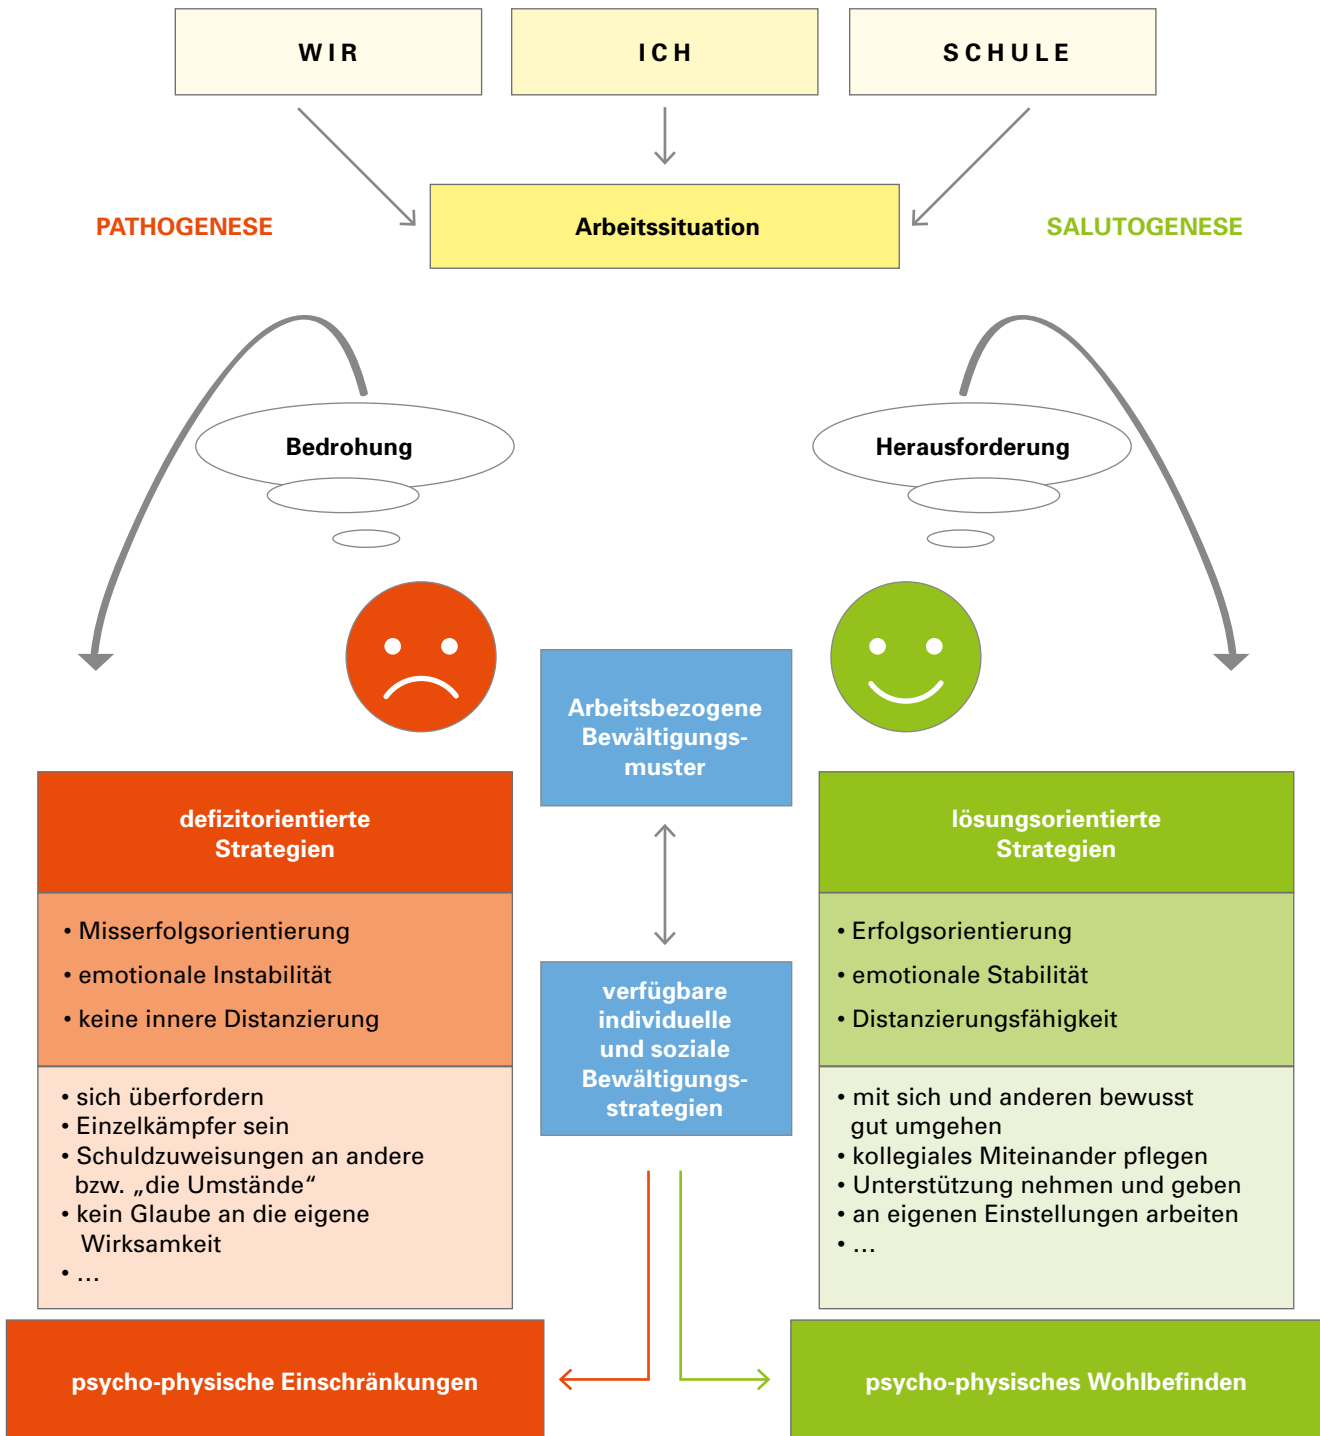 WIR
ICH
SCHULE
PATHOGENESE
Arbeitssituation
SALUTOGENESE
Bedrohung
Herausforderung
Arbeitsbezogene
Bewältigungs-
muster
defizitorientierte
Strategien
• Misserfolgsorientierung
• emotionale Instabilität
• keine innere Distanzierung
• sich überfordern
• Einzelkämpfer sein
• Schuldzuweisungen an andere
bzw. „die Umstände“
• kein Glaube an die eigene
Wirksamkeit
• ...
verfügbare
individuelle
und soziale
Bewältigungs-
strategien
lösungsorientierte
Strategien
• Erfolgsorientierung
• emotionale Stabilität
• Distanzierungsfähigkeit
• mit sich und anderen bewusst
gut umgehen
• kollegiales Miteinander pflegen
• Unterstützung nehmen und geben
• an eigenen Einstellungen arbeiten
• ...
psycho-physische Einschränkungen
psycho-physisches Wohlbefinden